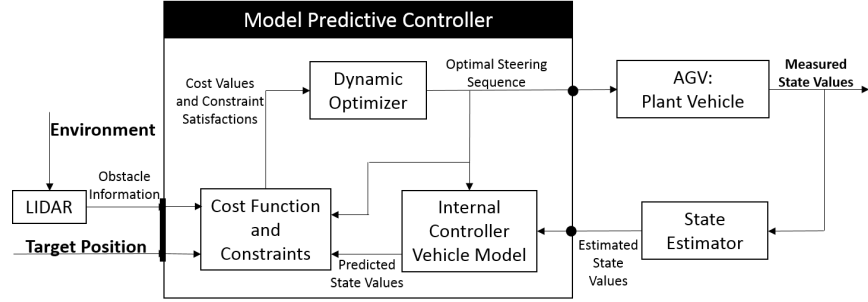 Model Predictive Controller
Cost Values
and Constraint
Satisfactions
Dynamic
Optimizer
Optimal Steering
Sequence
AGV:
Plant Vehicle
Measured
State Values
Environment
Obstacle
Information
LIDAR
Target Position
Cost Function
and
Constraints
Predicted
State Values
Internal
Controller
Vehicle Model
Estimated
State
Values
State
Estimator